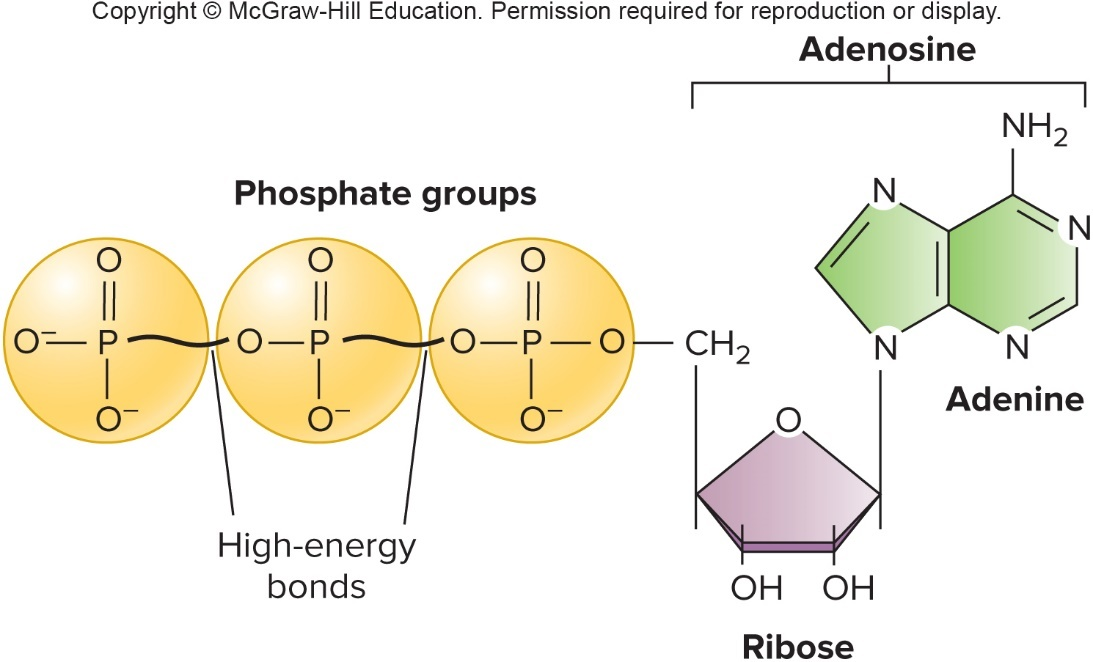 Copyright © McGraw-Hill Education. Permission required for reproduction or display.
Adenosine
NH₂
Phosphate groups
N
N
O O O
O⁻ P O P O P O CH₂
N N
O⁻ O⁻ O⁻
Adenine
O
High-energy
bonds
OH OH
Ribose